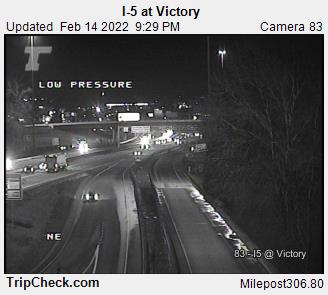 I-5 at Victory
Updated  Feb 14 2022  9:29 PM
Camera 83
LOW PRESSURE
NE
83 - I5 @ Victory
TripCheck.com
Milepost306.80